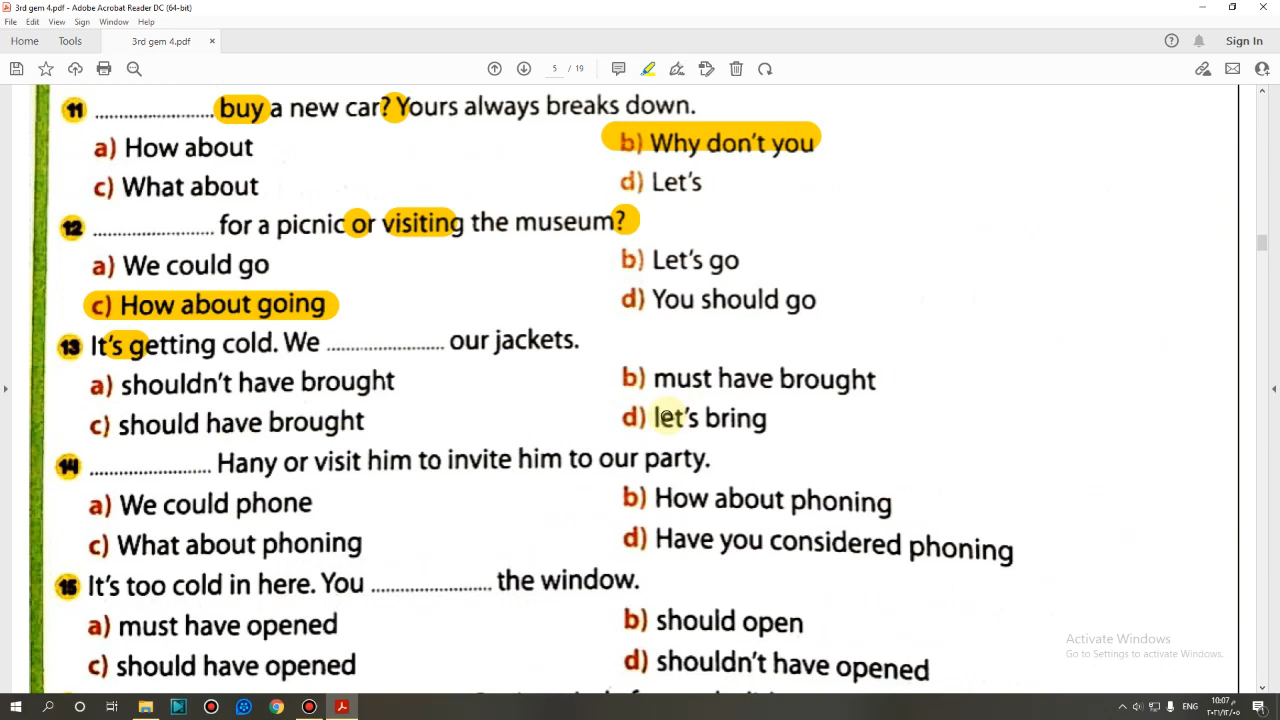 3rd gem 4.pdf - Adobe Acrobat Reader DC (64-bit)
File Edit View Sign Window Help
Home Tools 3rd gem 4.pdf × Sign In
5 / 19
11 ........................ buy a new car? Yours always breaks down.
a) How about b) Why don't you
c) What about d) Let's
12 ........................ for a picnic or visiting the museum?
a) We could go b) Let's go
c) How about going d) You should go
13 It's getting cold. We ........................ our jackets.
a) shouldn't have brought b) must have brought
c) should have brought d) let's bring
14 ........................ Hany or visit him to invite him to our party.
a) We could phone b) How about phoning
c) What about phoning d) Have you considered phoning
15 It's too cold in here. You ........................ the window.
a) must have opened b) should open
c) should have opened d) shouldn't have opened
Activate Windows
Go to Settings to activate Windows.
ENG 10:07 م